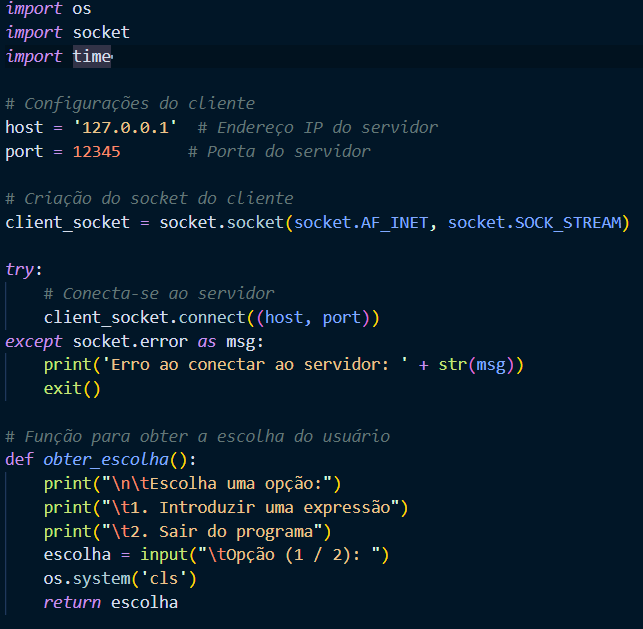 import os
import socket
import time
# Configurações do cliente
host = '127.0.0.1'  # Endereço IP do servidor
port = 12345       # Porta do servidor
# Criação do socket do cliente
client_socket = socket.socket(socket.AF_INET, socket.SOCK_STREAM)
try:
    # Conecta-se ao servidor
    client_socket.connect((host, port))
except socket.error as msg:
    print('Erro ao conectar ao servidor: ' + str(msg))
    exit()
# Função para obter a escolha do usuário
def obter_escolha():
    print("\n\tEscolha uma opção:")
    print("\t1. Introduzir uma expressão")
    print("\t2. Sair do programa")
    escolha = input("\tOpção (1 / 2): ")
    os.system('cls')
    return escolha